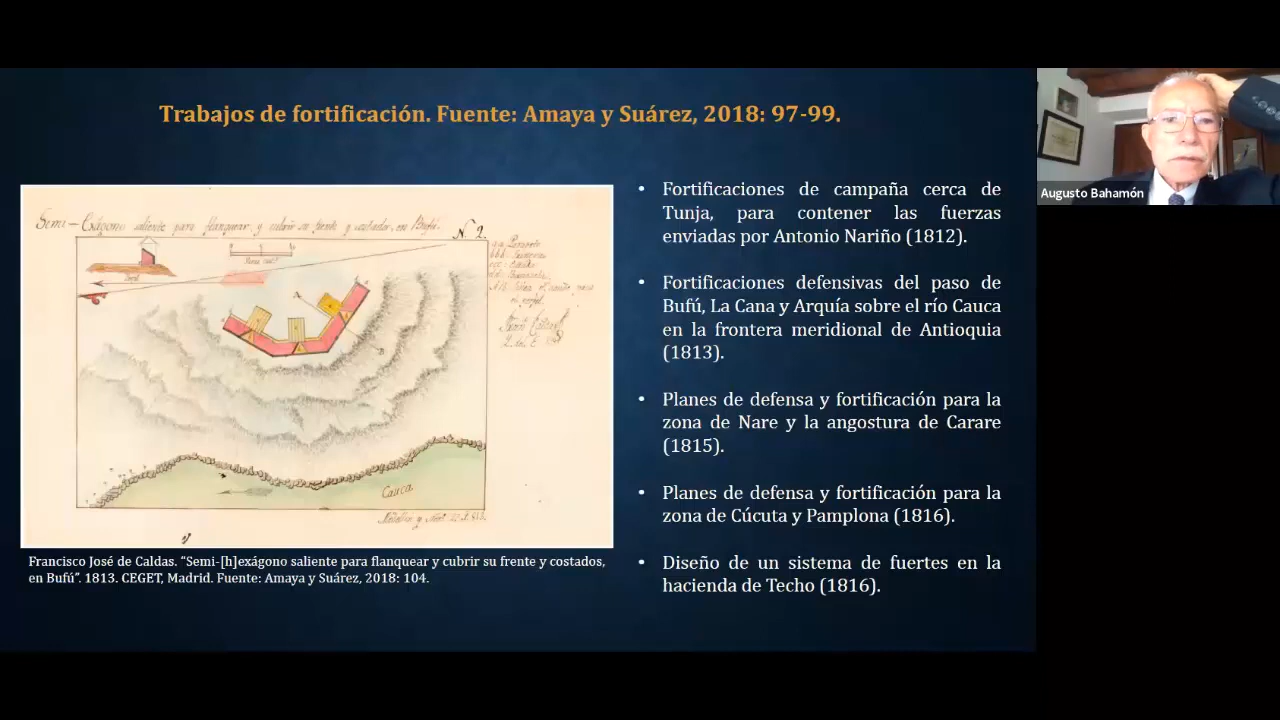 Trabajos de fortificación. Fuente: Amaya y Suárez, 2018: 97-99.
Semi-Exágono saliente para flanquear y cubrir su frente y costados, en Bufú.
N. 2.
Cauca
Francisco José de Caldas. “Semi-[h]exágono saliente para flanquear y cubrir su frente y costados,
en Bufú”. 1813. CEGET, Madrid. Fuente: Amaya y Suárez, 2018: 104.
• Fortificaciones de campaña cerca de
Tunja, para contener las fuerzas
enviadas por Antonio Nariño (1812).
• Fortificaciones defensivas del paso de
Bufú, La Cana y Arquía sobre el río Cauca
en la frontera meridional de Antioquia
(1813).
• Planes de defensa y fortificación para la
zona de Nare y la angostura de Carare
(1815).
• Planes de defensa y fortificación para la
zona de Cúcuta y Pamplona (1816).
• Diseño de un sistema de fuertes en la
hacienda de Techo (1816).
Augusto Bahamón